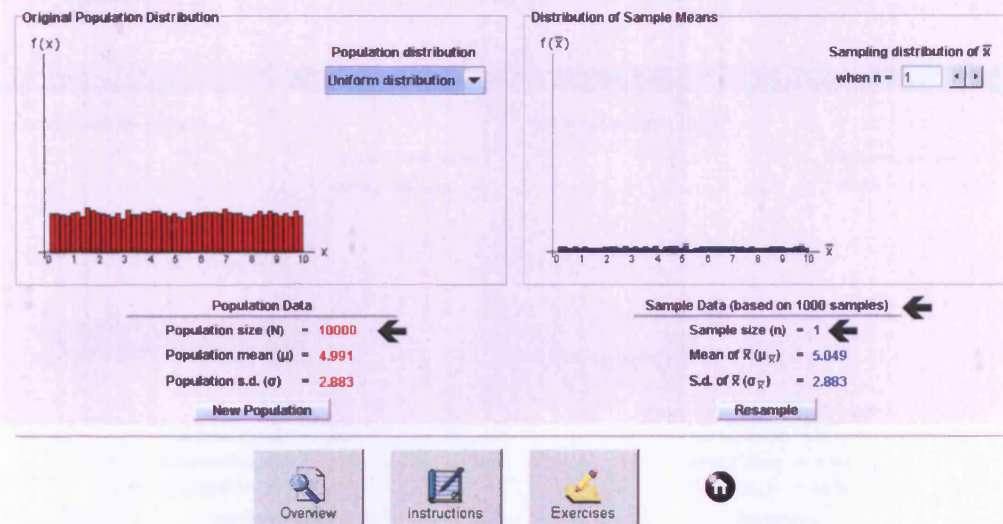 Original Population Distribution
f(x)
Population distribution
Uniform distribution
0 1 2 3 4 5 6 7 8 9 10 x
Population Data
Population size (N) = 10000
Population mean (μ) = 4.991
Population s.d. (σ) = 2.883
New Population
Distribution of Sample Means
f(x̅)
Sampling distribution of x̅
when n = 1
0 1 2 3 4 5 6 7 8 9 10 x̅
Sample Data (based on 1000 samples)
Sample size (n) = 1
Mean of x̅ (μ x̅) = 5.049
S.d. of x̅ (σ x̅) = 2.883
Resample
Overview
Instructions
Exercises